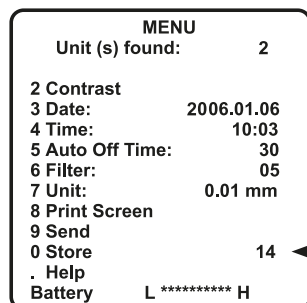 MENU
Unit (s) found: 2
2 Contrast
3 Date: 2006.01.06
4 Time: 10:03
5 Auto Off Time: 30
6 Filter: 05
7 Unit: 0.01 mm
8 Print Screen
9 Send
0 Store 14
. Help
Battery L ********** H